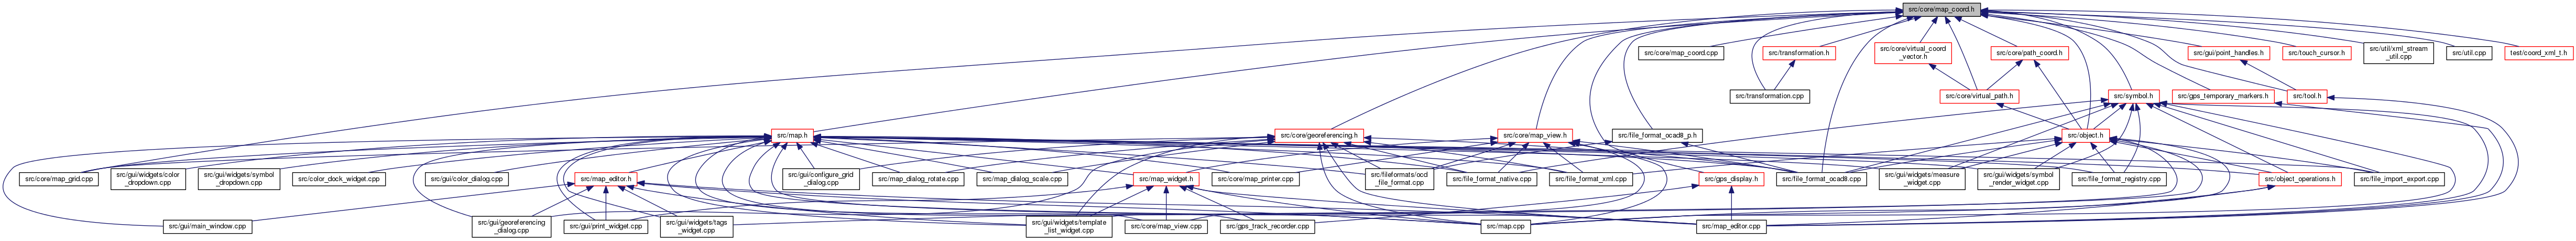 src/core/map_coord.h
src/core/map_coord.cpp
src/transformation.h
src/core/virtual_coord
_vector.h
src/core/path_coord.h
src/gui/point_handles.h
src/touch_cursor.h
src/util/xml_stream
_util.cpp
src/util.cpp
test/coord_xml_t.h
src/transformation.cpp
src/core/virtual_path.h
src/symbol.h
src/gps_temporary_markers.h
src/tool.h
src/map.h
src/core/georeferencing.h
src/core/map_view.h
src/file_format_ocad8_p.h
src/object.h
src/core/map_grid.cpp
src/gui/widgets/color
_dropdown.cpp
src/gui/widgets/symbol
_dropdown.cpp
src/color_dock_widget.cpp
src/gui/color_dialog.cpp
src/map_editor.h
src/gui/configure_grid
_dialog.cpp
src/map_dialog_rotate.cpp
src/map_dialog_scale.cpp
src/map_widget.h
src/core/map_printer.cpp
src/fileformats/ocd
_file_format.cpp
src/file_format_native.cpp
src/file_format_xml.cpp
src/gps_display.h
src/file_format_ocad8.cpp
src/gui/widgets/measure
_widget.cpp
src/gui/widgets/symbol
_render_widget.cpp
src/file_format_registry.cpp
src/object_operations.h
src/file_import_export.cpp
src/gui/main_window.cpp
src/gui/georeferencing
_dialog.cpp
src/gui/print_widget.cpp
src/gui/widgets/tags
_widget.cpp
src/gui/widgets/template
_list_widget.cpp
src/core/map_view.cpp
src/gps_track_recorder.cpp
src/map.cpp
src/map_editor.cpp